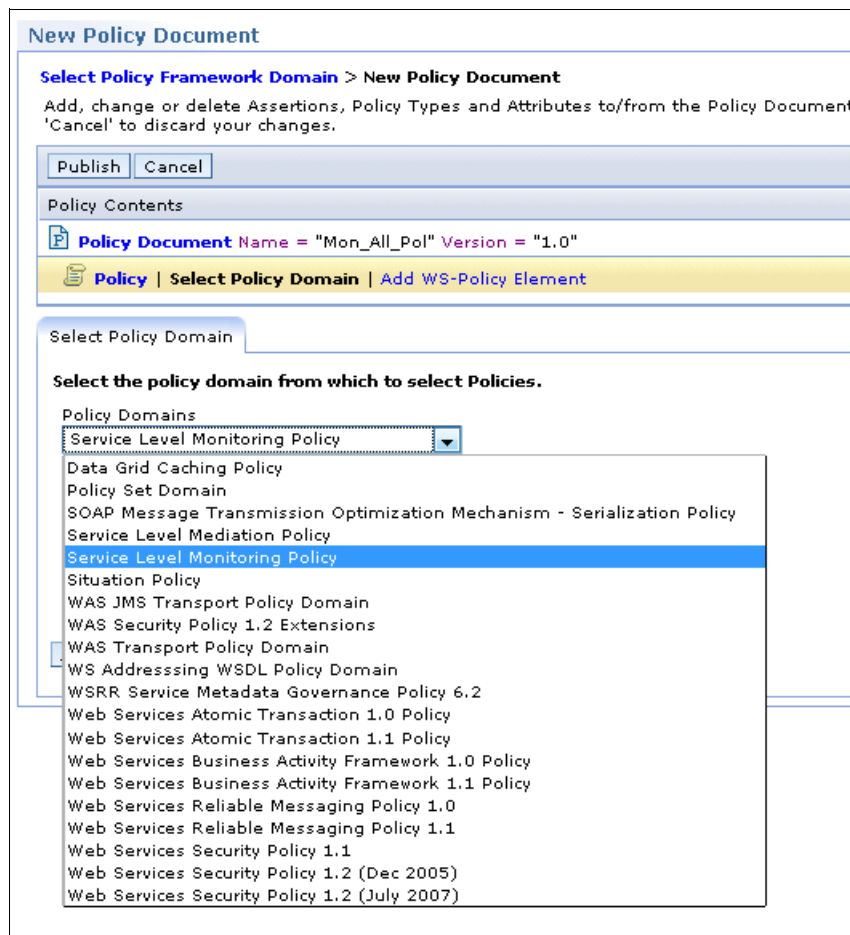 New Policy Document
Select Policy Framework Domain > New Policy Document
Add, change or delete Assertions, Policy Types and Attributes to/from the Policy Document
'Cancel' to discard your changes.
Publish Cancel
Policy Contents
Policy Document Name = "Mon_All_Pol" Version = "1.0"
Policy | Select Policy Domain | Add WS-Policy Element
Select Policy Domain
Select the policy domain from which to select Policies.
Policy Domains
Service Level Monitoring Policy
Data Grid Caching Policy
Policy Set Domain
SOAP Message Transmission Optimization Mechanism - Serialization Policy
Service Level Mediation Policy
Service Level Monitoring Policy
Situation Policy
WAS JMS Transport Policy Domain
WAS Security Policy 1.2 Extensions
WAS Transport Policy Domain
WS Addresssing WSDL Policy Domain
WSRR Service Metadata Governance Policy 6.2
Web Services Atomic Transaction 1.0 Policy
Web Services Atomic Transaction 1.1 Policy
Web Services Business Activity Framework 1.0 Policy
Web Services Business Activity Framework 1.1 Policy
Web Services Reliable Messaging Policy 1.0
Web Services Reliable Messaging Policy 1.1
Web Services Security Policy 1.1
Web Services Security Policy 1.2 (Dec 2005)
Web Services Security Policy 1.2 (July 2007)